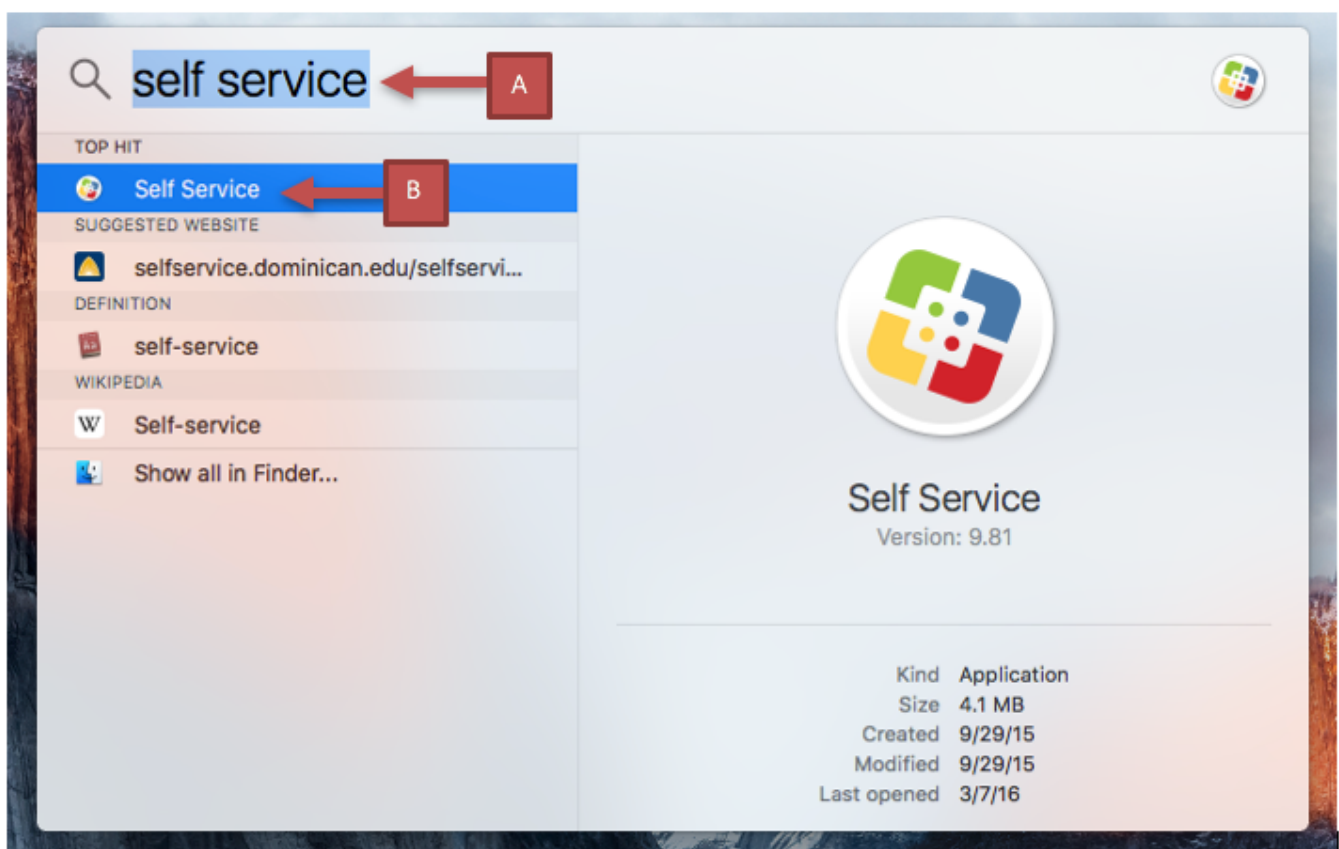 self service
A
TOP HIT
Self Service
B
SUGGESTED WEBSITE
selfservice.dominican.edu/selfservi...
DEFINITION
self-service
WIKIPEDIA
W Self-service
Show all in Finder...
Self Service
Version: 9.81
Kind Application
Size 4.1 MB
Created 9/29/15
Modified 9/29/15
Last opened 3/7/16